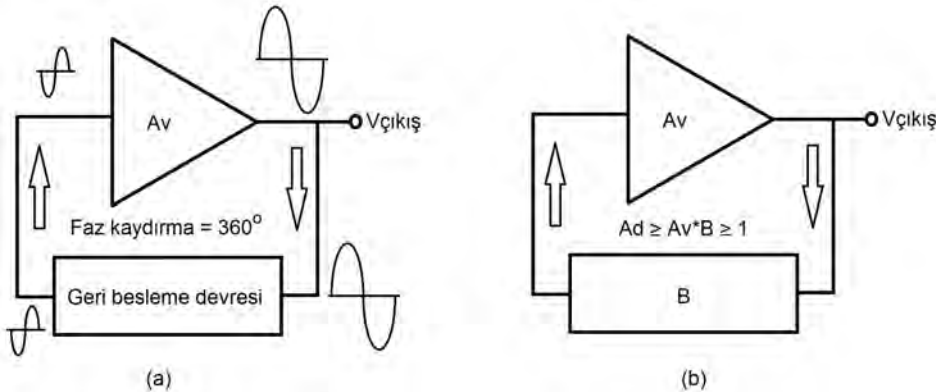 Av
Vçıkış
Faz kaydırma = 360°
Geri besleme devresi
(a)
Av
Vçıkış
Ad ≥ Av*B ≥ 1
B
(b)